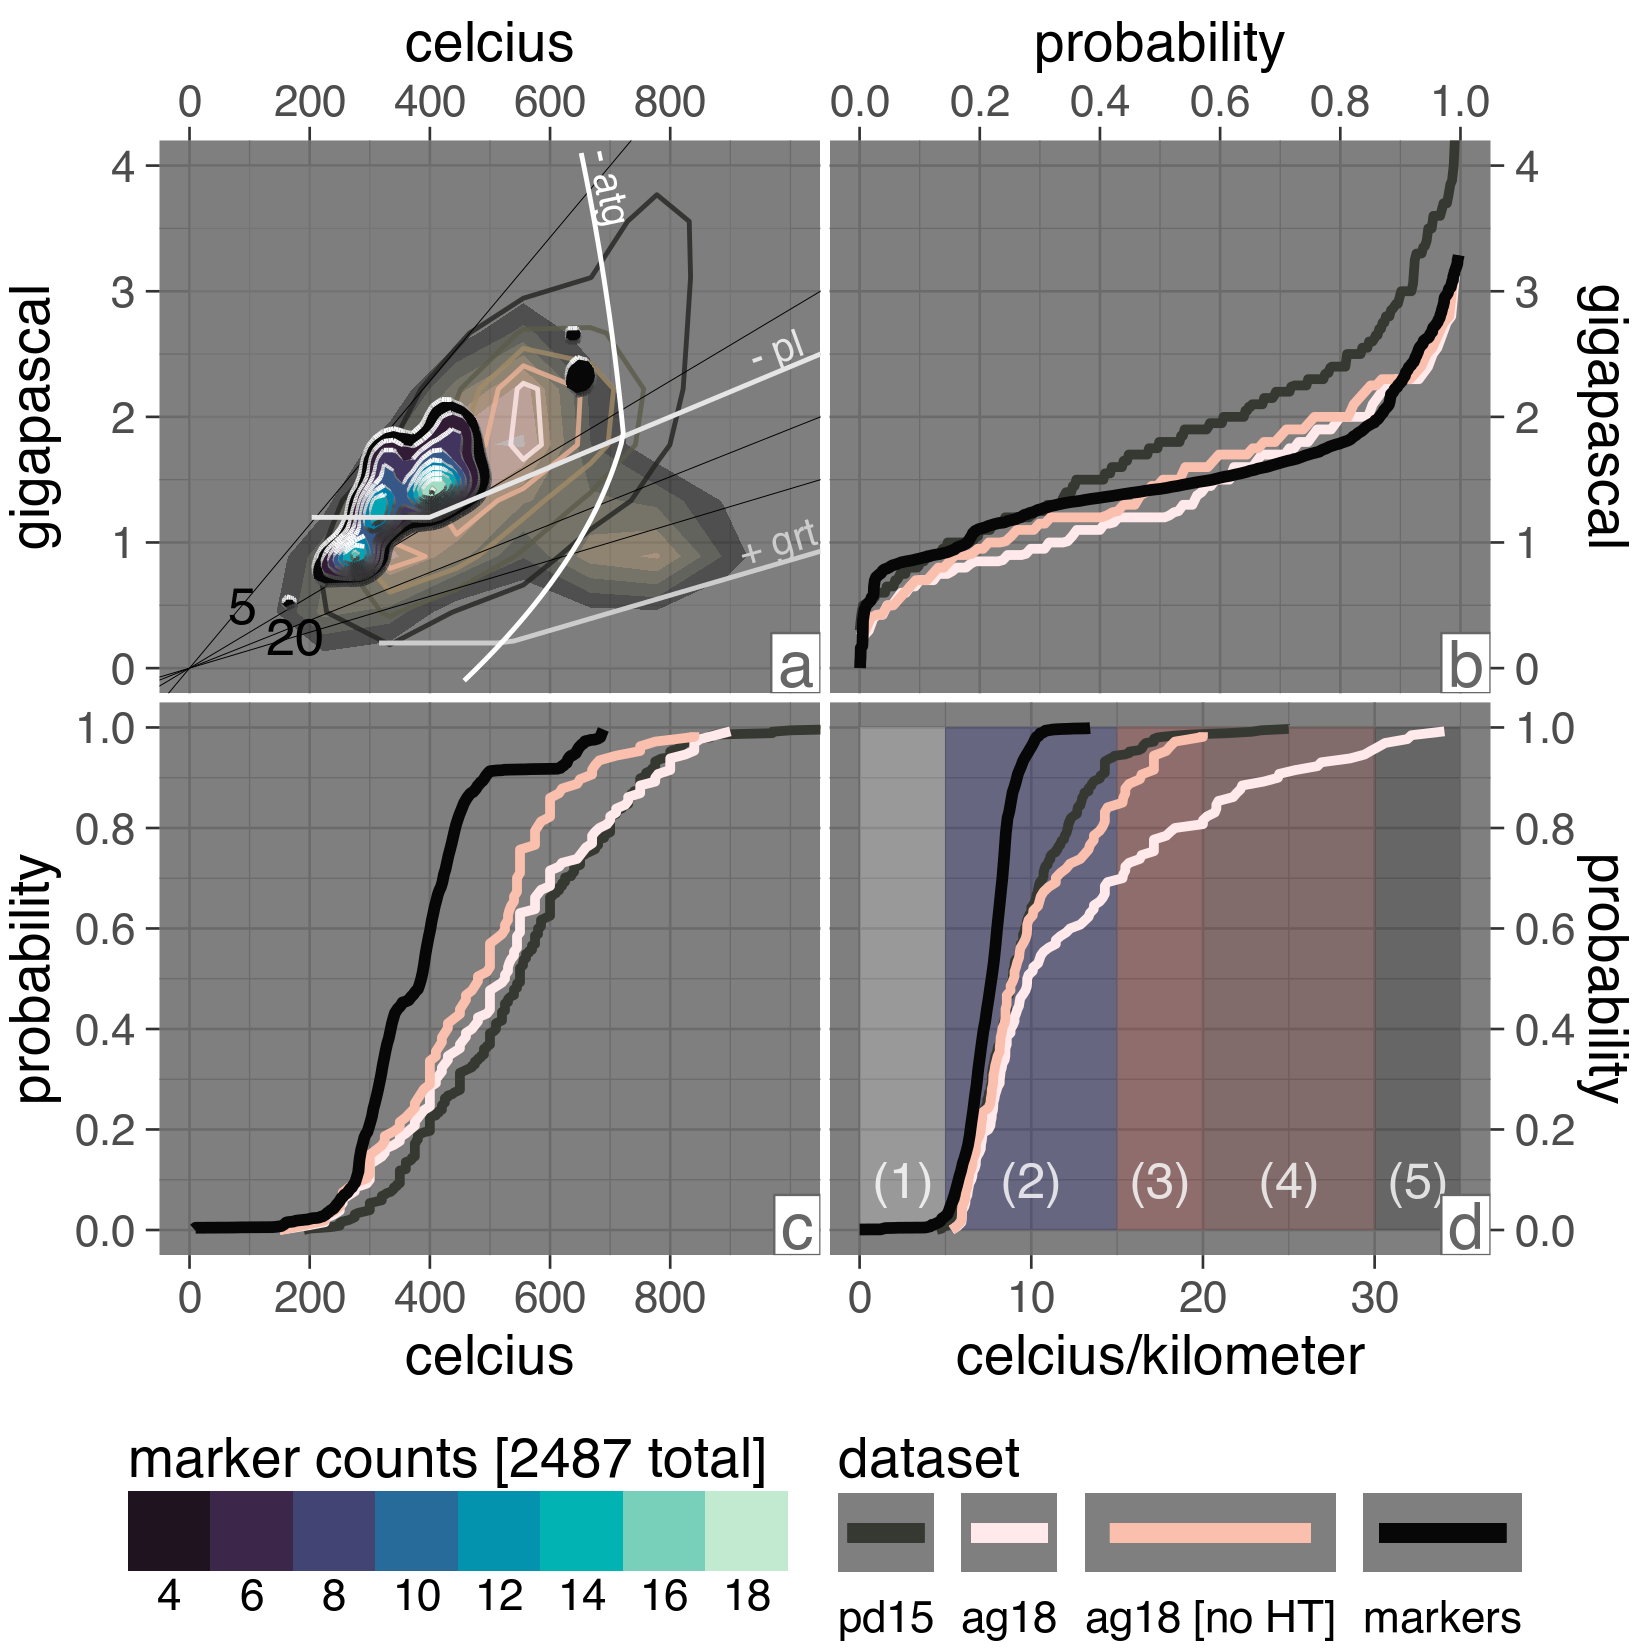 celcius probability
0 200 400 600 800 0.0 0.2 0.4 0.6 0.8 1.0
gigapascal
4
3
2
1
0
- atg
- pl
+ grt
5
20
a
4
3
2
1
0
gigapascal
b
probability
1.0
0.8
0.6
0.4
0.2
0.0
c
(1) (2) (3) (4) (5)
d
1.0
0.8
0.6
0.4
0.2
0.0
probability
0 200 400 600 800 0 10 20 30
celcius celcius/kilometer
marker counts [2487 total]
4 6 8 10 12 14 16 18
dataset
pd15 ag18 ag18 [no HT] markers